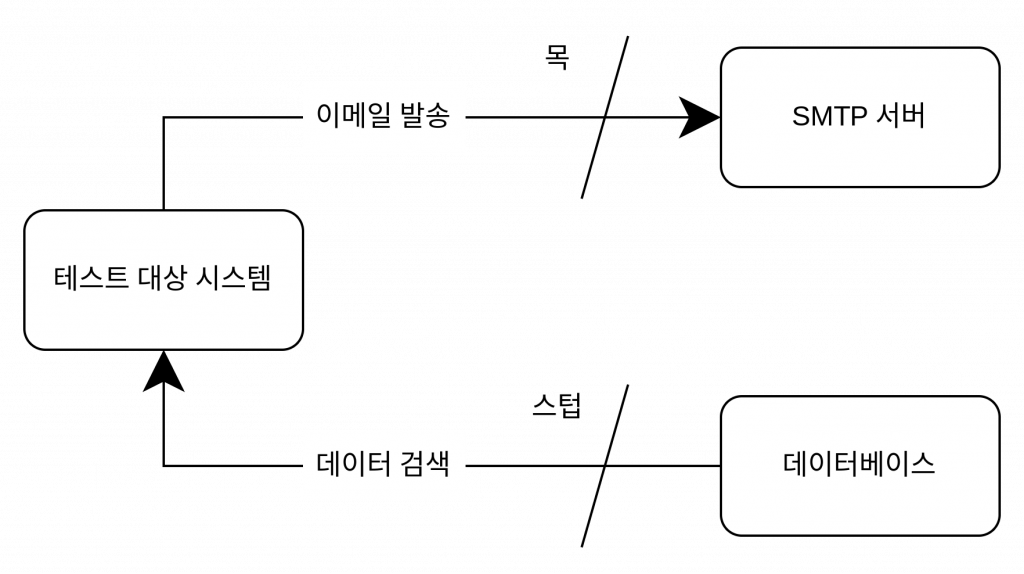 목
이메일 발송
SMTP 서버
테스트 대상 시스템
스텁
데이터 검색
데이터베이스